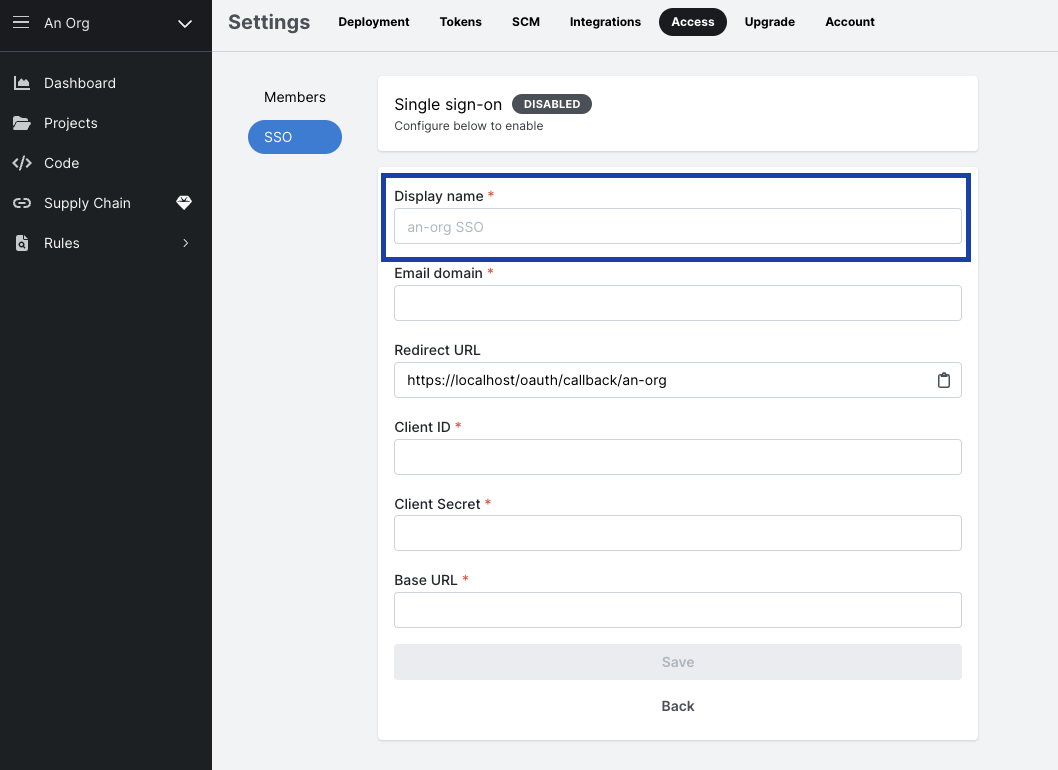 An Org
Dashboard
Projects
Code
Supply Chain
Rules
Settings
Deployment
Tokens
SCM
Integrations
Access
Upgrade
Account
Members
SSO
Single sign-on DISABLED
Configure below to enable
Display name *
an-org SSO
Email domain *
Redirect URL
https://localhost/oauth/callback/an-org
Client ID *
Client Secret *
Base URL *
Save
Back